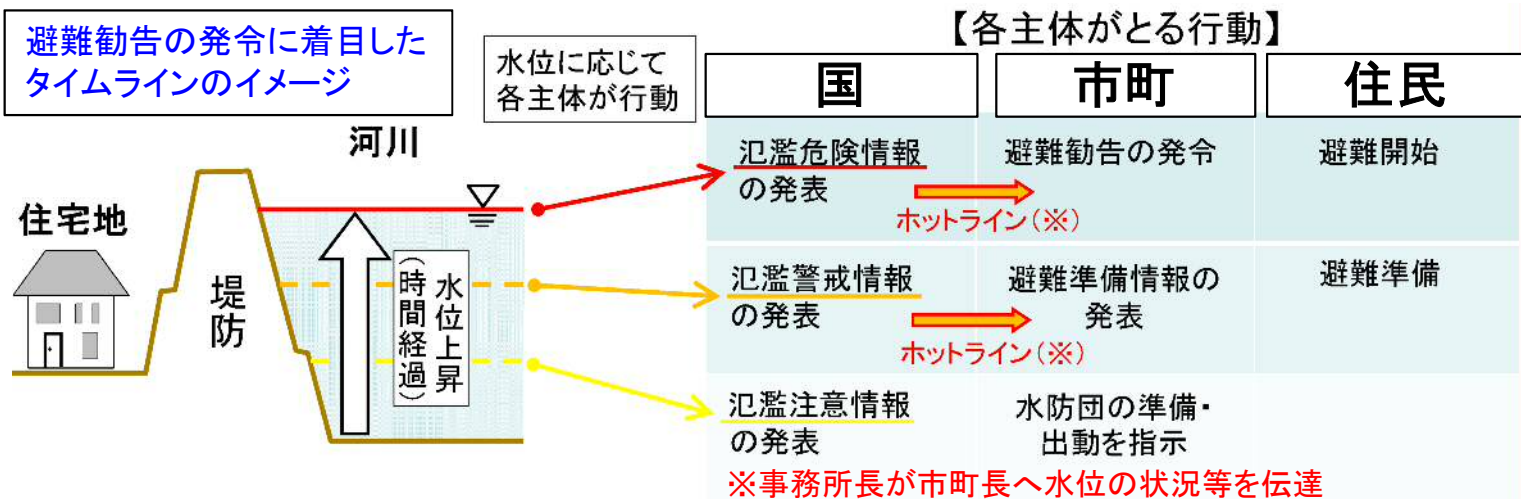 避難勧告の発令に着目した
タイムラインのイメージ
水位に応じて
各主体が行動
【各主体がとる行動】
国
市町
住民
河川
住宅地
堤防
水位上昇
（時間経過）
氾濫危険情報
の発表
避難勧告の発令
避難開始
ホットライン（※）
氾濫警戒情報
の発表
避難準備情報の
発表
避難準備
ホットライン（※）
氾濫注意情報
の発表
水防団の準備・
出動を指示
※事務所長が市町長へ水位の状況等を伝達